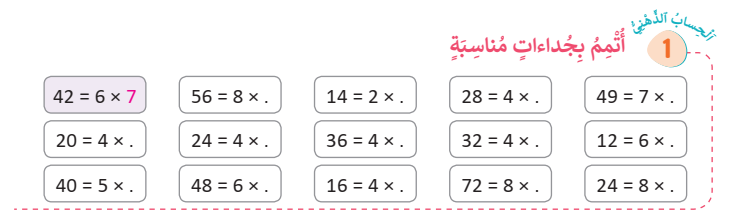 اَلْحِسابُ الذِّهْنِيُّ
1 أُتْمِمُ بِجُداءاتٍ مُناسِبَةٍ
42 = 6 × 7 56 = 8 × . 14 = 2 × . 28 = 4 × . 49 = 7 × .
20 = 4 × . 24 = 4 × . 36 = 4 × . 32 = 4 × . 12 = 6 × .
40 = 5 × . 48 = 6 × . 16 = 4 × . 72 = 8 × . 24 = 8 × .